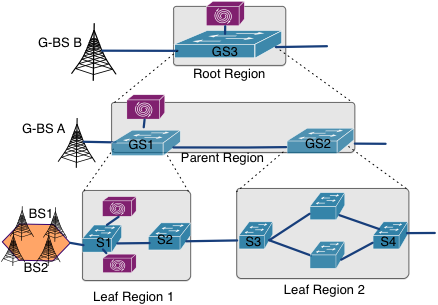 G-BS B
GS3
Root Region
G-BS A
GS1
GS2
Parent Region
BS1
BS2
S1
S2
S3
S4
Leaf Region 1
Leaf Region 2